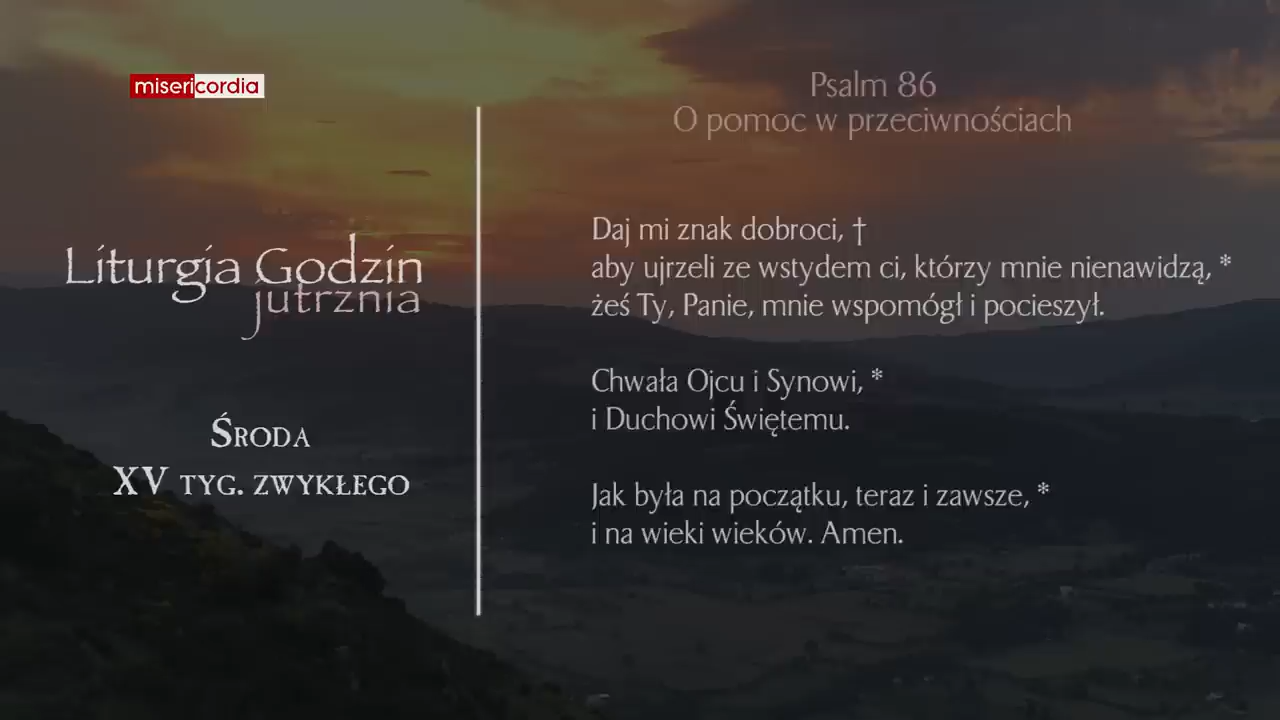 misericordia
Liturgia Godzin
jutrznia
Środa
XV tyg. zwykłego
Psalm 86
O pomoc w przeciwnościach
Daj mi znak dobroci, †
aby ujrzeli ze wstydem ci, którzy mnie nienawidzą, *
żeś Ty, Panie, mnie wspomógł i pocieszył.
Chwała Ojcu i Synowi, *
i Duchowi Świętemu.
Jak była na początku, teraz i zawsze, *
i na wieki wieków. Amen.